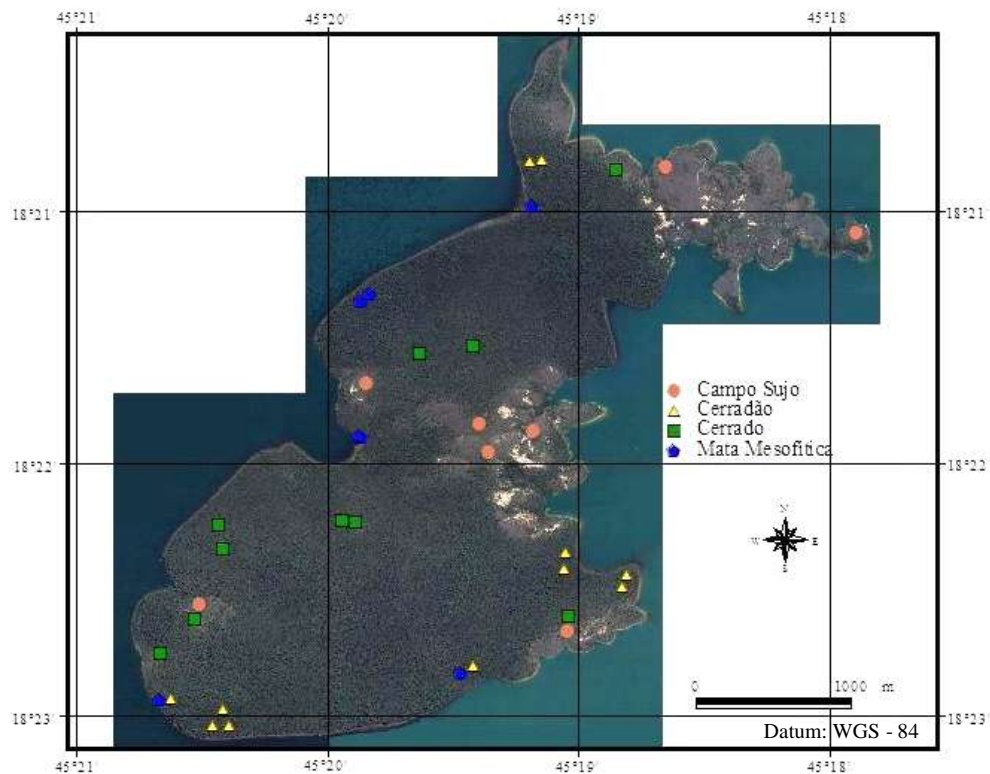 45°21 45°20 45°19 45°18
18°21 18°21
Campo Sujo
Cerradão
Cerrado
Mata Mesofítica
18°22 18°22
N
W E
S
0 1000 m
18°23 18°23
Datum: WGS - 84
45°21 45°20 45°19 45°18